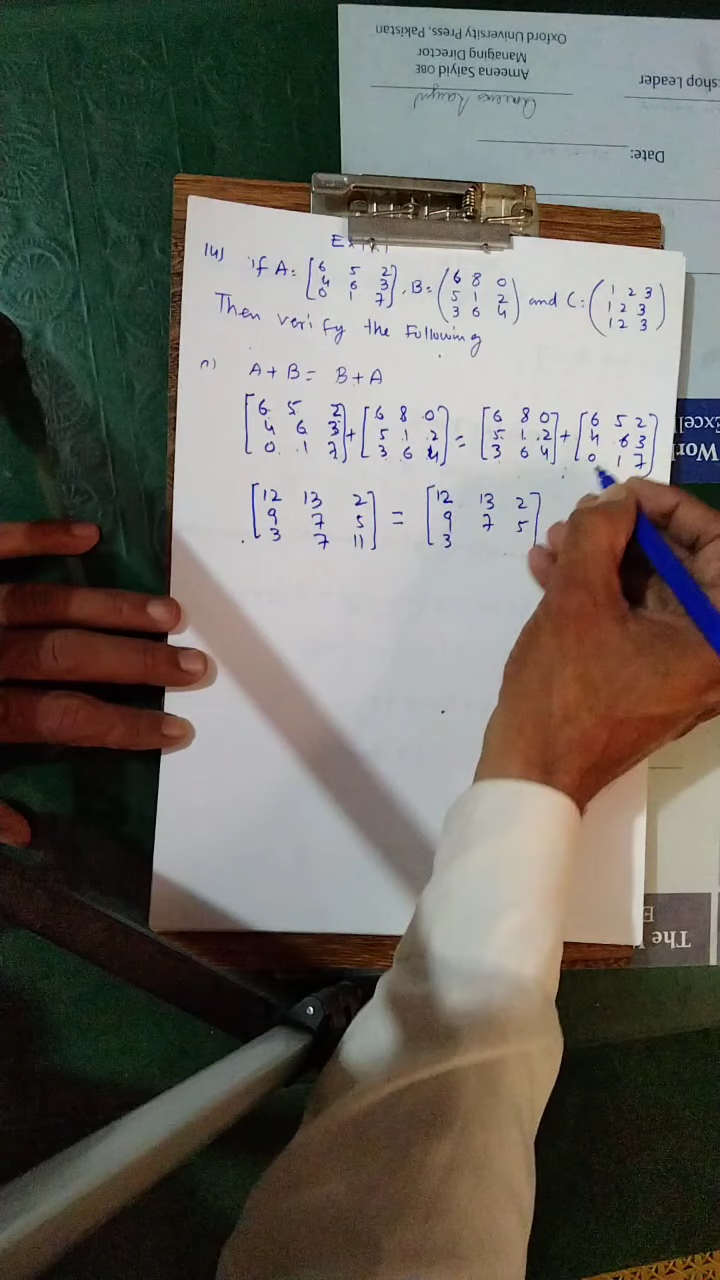 Oxford University Press, Pakistan
Managing Director
Ameena Saiyid OBE
shop Leader
Date:
14) if A = [6 5 2 , B = (6 8 0 and C = (1 2 3
4 6 3 5 1 2 1 2 3
0 1 7] 3 6 4) 1 2 3)
Then verify the Following
A + B = B + A
[6 5 2 + [6 8 0 = [6 8 0 + [6 5 2
4 6 3 5 1 2 5 1 2 4 6 3
0 1 7] 3 6 4] 3 6 4] 0 1 7]
[12 13 2 = [12 13 2
9 7 5 9 7 5
3 7 11] 3
Wor
Excel
The
E